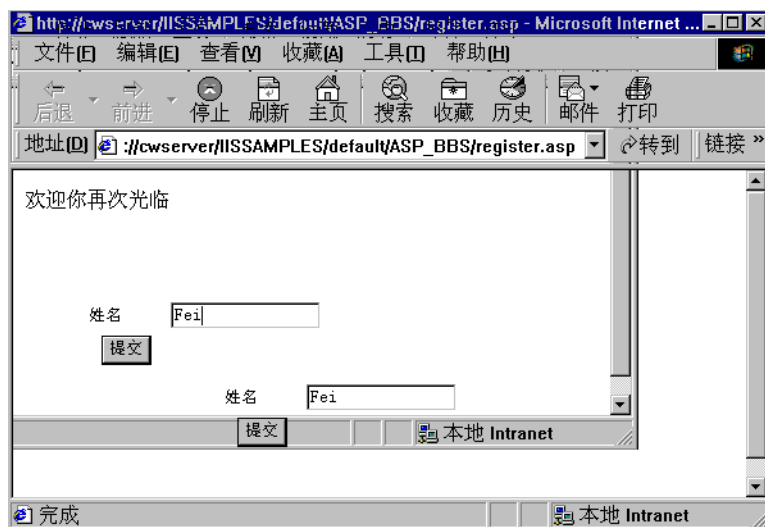 http://cwserver/IISSAMPLES/default/ASP_BBS/register.asp - Microsoft Internet ...
文件(F) 编辑(E) 查看(V) 收藏(A) 工具(T) 帮助(H)
后退 前进 停止 刷新 主页 搜索 收藏 历史 邮件 打印
地址(D) ://cwserver/IISSAMPLES/default/ASP_BBS/register.asp 转到 链接 »
欢迎你再次光临
姓名 Fei
提交
姓名 Fei
提交
本地 Intranet
完成 本地 Intranet